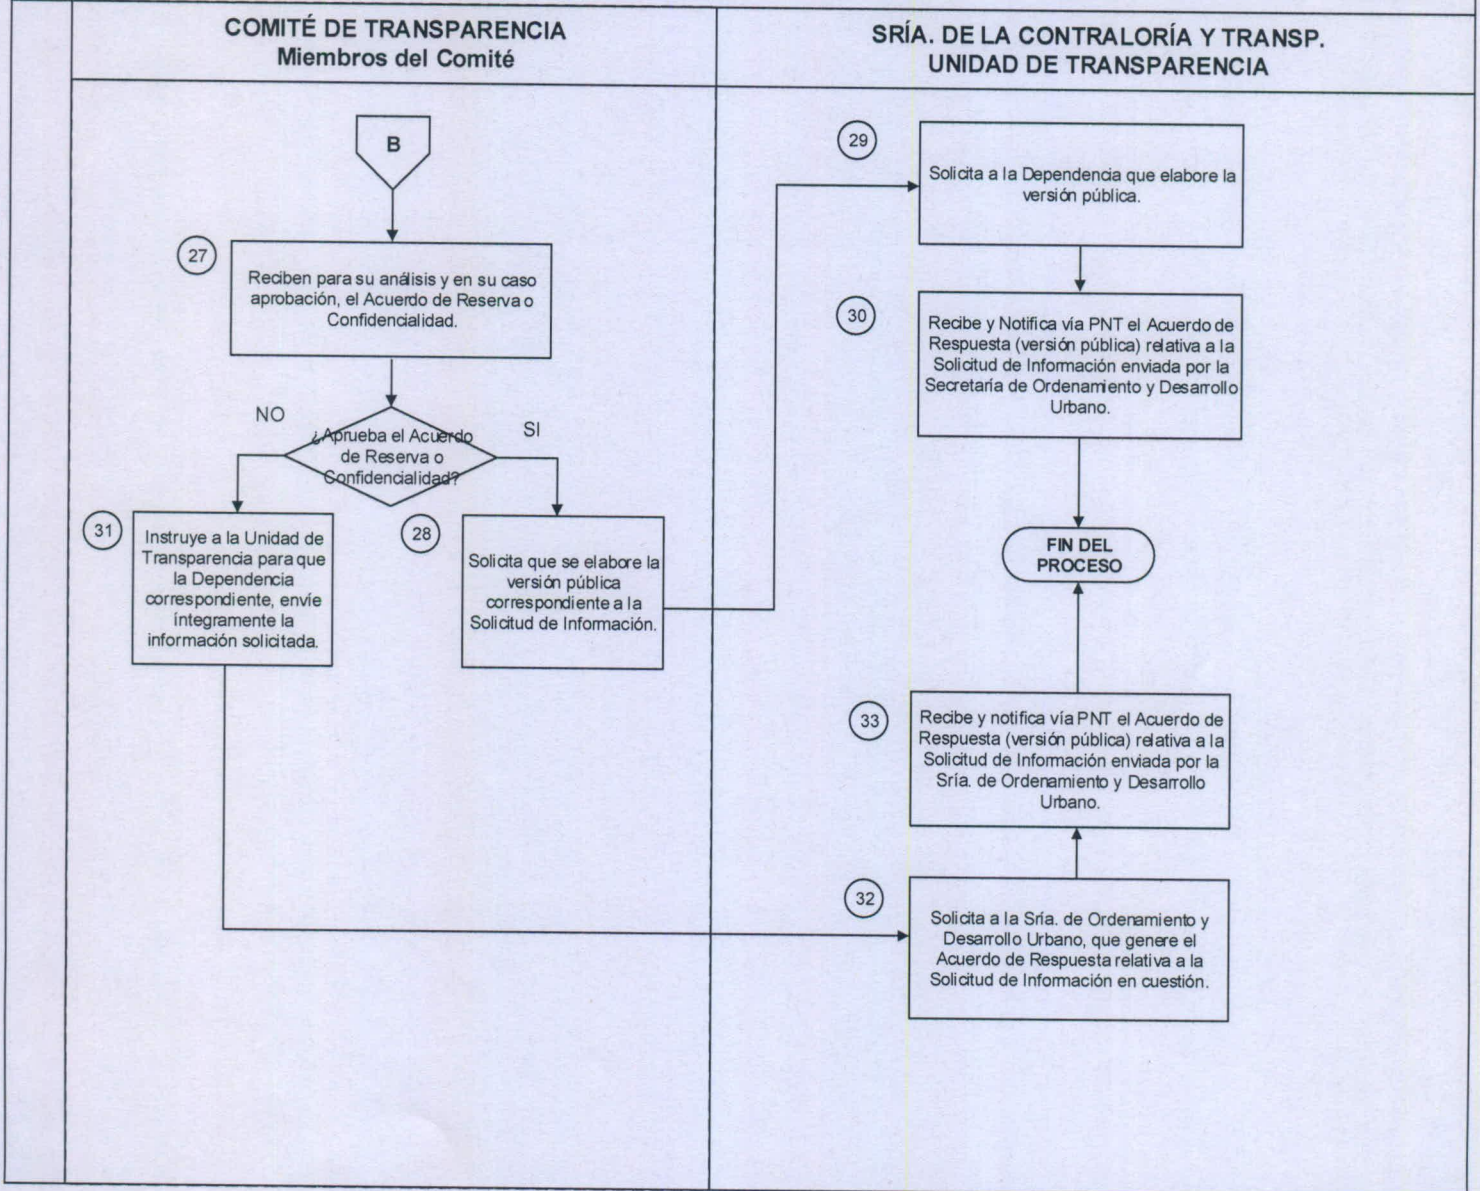 COMITÉ DE TRANSPARENCIA
Miembros del Comité
SRÍA. DE LA CONTRALORÍA Y TRANSP.
UNIDAD DE TRANSPARENCIA
B
27
Reciben para su análisis y en su caso
aprobación, el Acuerdo de Reserva o
Confidencialidad.
NO
SI
¿Aprueba el Acuerdo
de Reserva o
Confidencialidad?
31
Instruye a la Unidad de
Transparencia para que
la Dependencia
correspondiente, envíe
íntegramente la
información solicitada.
28
Solicita que se elabore la
versión pública
correspondiente a la
Solicitud de Información.
29
Solicita a la Dependencia que elabore la
versión pública.
30
Recibe y Notifica vía PNT el Acuerdo de
Respuesta (versión pública) relativa a la
Solicitud de Información enviada por la
Secretaría de Ordenamiento y Desarrollo
Urbano.
FIN DEL
PROCESO
33
Recibe y notifica vía PNT el Acuerdo de
Respuesta (versión pública) relativa a la
Solicitud de Información enviada por la
Sría. de Ordenamiento y Desarrollo
Urbano.
32
Solicita a la Sría. de Ordenamiento y
Desarrollo Urbano, que genere el
Acuerdo de Respuesta relativa a la
Solicitud de Información en cuestión.